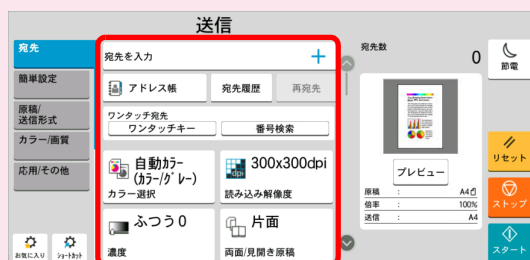 送信
宛先
簡単設定
原稿/
送信形式
カラー/画質
応用/その他
お気に入り
ショートカット
宛先を入力
アドレス帳
宛先履歴
再宛先
ワンタッチ宛先
ワンタッチキー
番号検索
自動カラー
(カラー/グレー)
カラー選択
300x300dpi
dpi
読み込み解像度
ふつう0
濃度
片面
両面/見開き原稿
宛先数
0
プレビュー
原稿 : A4
倍率 : 100%
送信 : A4
節電
リセット
ストップ
スタート